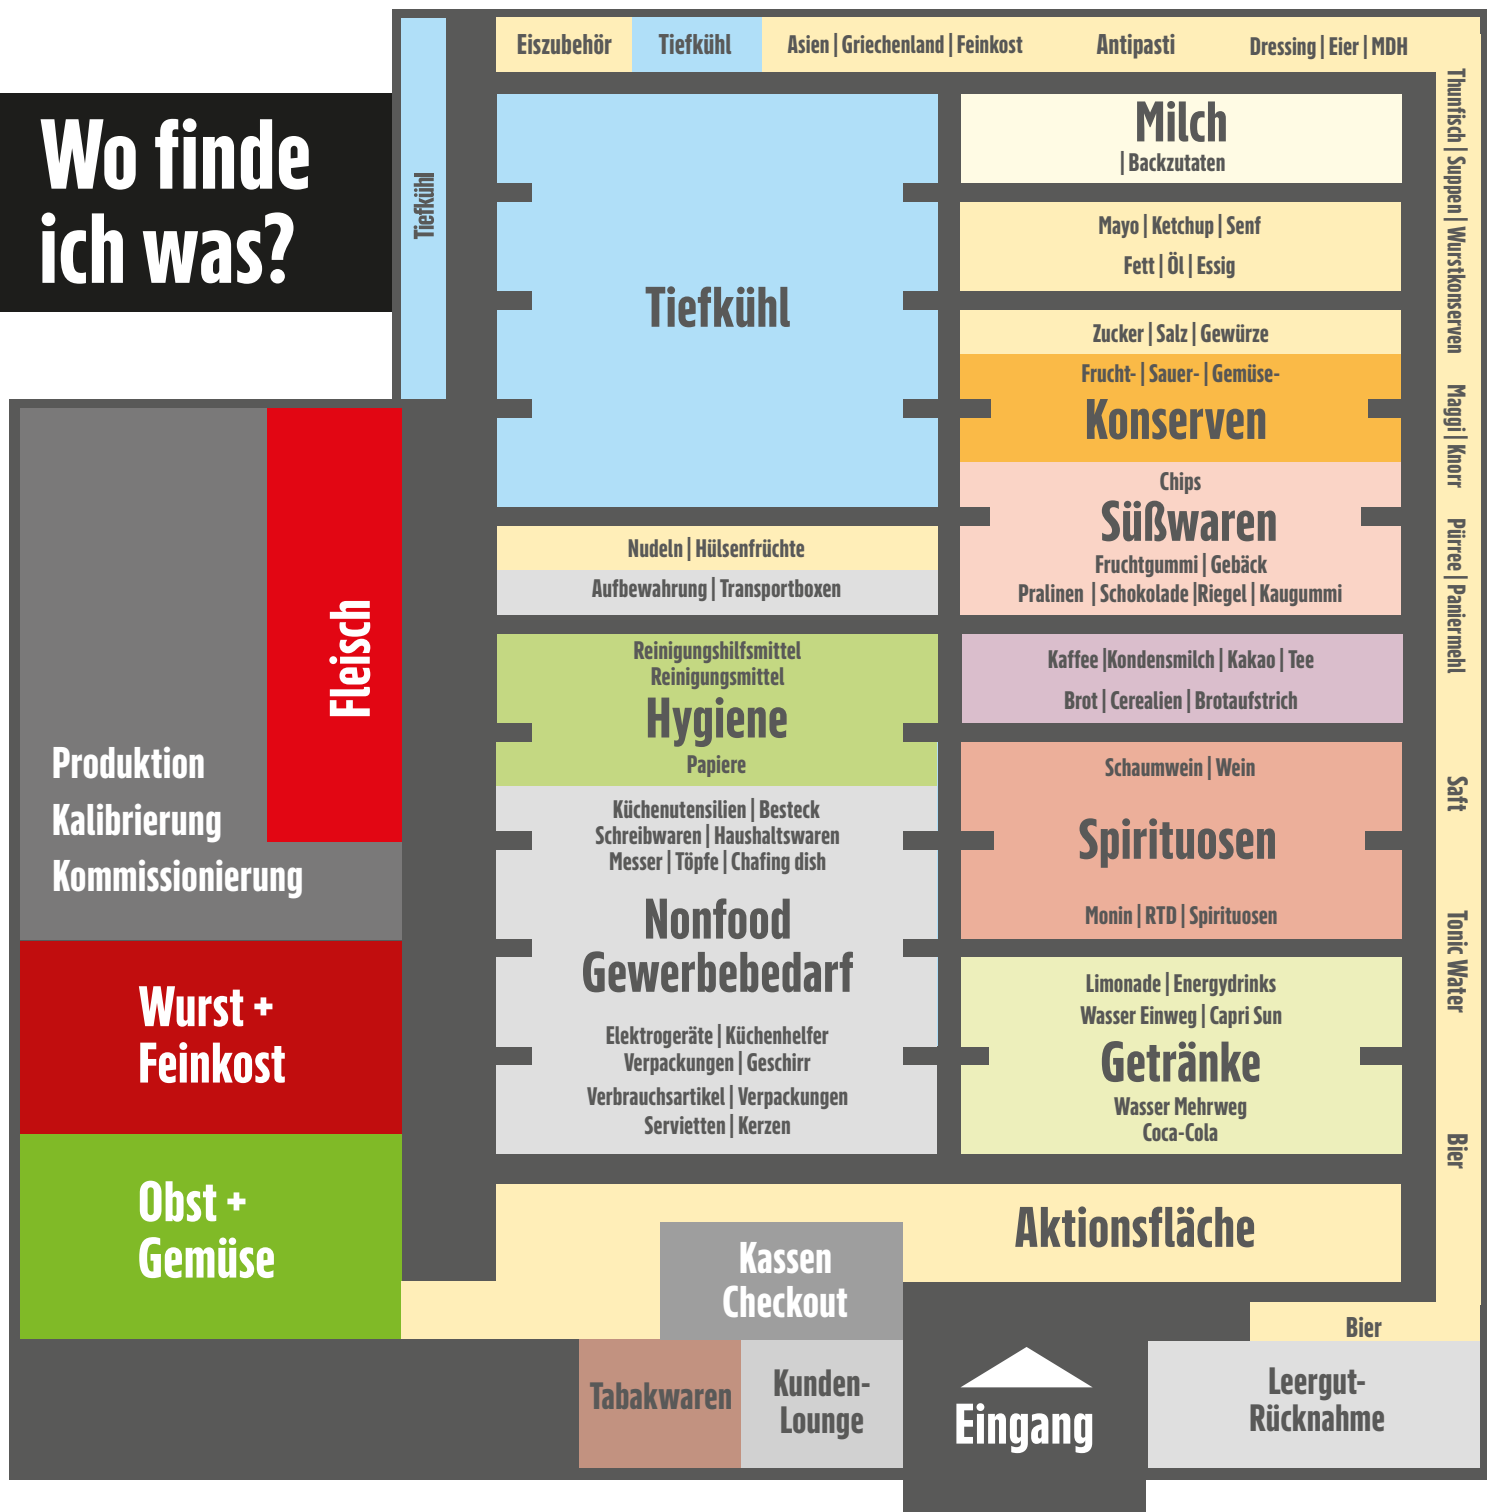 Wo finde
ich was?
Tiefkühl
Eiszubehör
Tiefkühl
Asien | Griechenland | Feinkost
Antipasti
Dressing | Eier | MDH
Thunfisch | Suppen | Wurstkonserven
Maggi | Knorr
Pürree | Paniermehl
Saft
Tonic Water
Bier
Tiefkühl
Milch
| Backzutaten
Mayo | Ketchup | Senf
Fett | Öl | Essig
Zucker | Salz | Gewürze
Frucht- | Sauer- | Gemüse-
Konserven
Chips
Süßwaren
Fruchtgummi | Gebäck
Pralinen | Schokolade |Riegel | Kaugummi
Nudeln | Hülsenfrüchte
Aufbewahrung | Transportboxen
Reinigungshilfsmittel
Reinigungsmittel
Hygiene
Papiere
Kaffee |Kondensmilch | Kakao | Tee
Brot | Cerealien | Brotaufstrich
Schaumwein | Wein
Spirituosen
Monin | RTD | Spirituosen
Küchenutensilien | Besteck
Schreibwaren | Haushaltswaren
Messer | Töpfe | Chafing dish
Nonfood
Gewerbebedarf
Elektrogeräte | Küchenhelfer
Verpackungen | Geschirr
Verbrauchsartikel | Verpackungen
Servietten | Kerzen
Limonade | Energydrinks
Wasser Einweg | Capri Sun
Getränke
Wasser Mehrweg
Coca-Cola
Fleisch
Produktion
Kalibrierung
Kommissionierung
Wurst +
Feinkost
Obst +
Gemüse
Aktionsfläche
Kassen
Checkout
Tabakwaren
Kunden-
Lounge
Eingang
Bier
Leergut-
Rücknahme